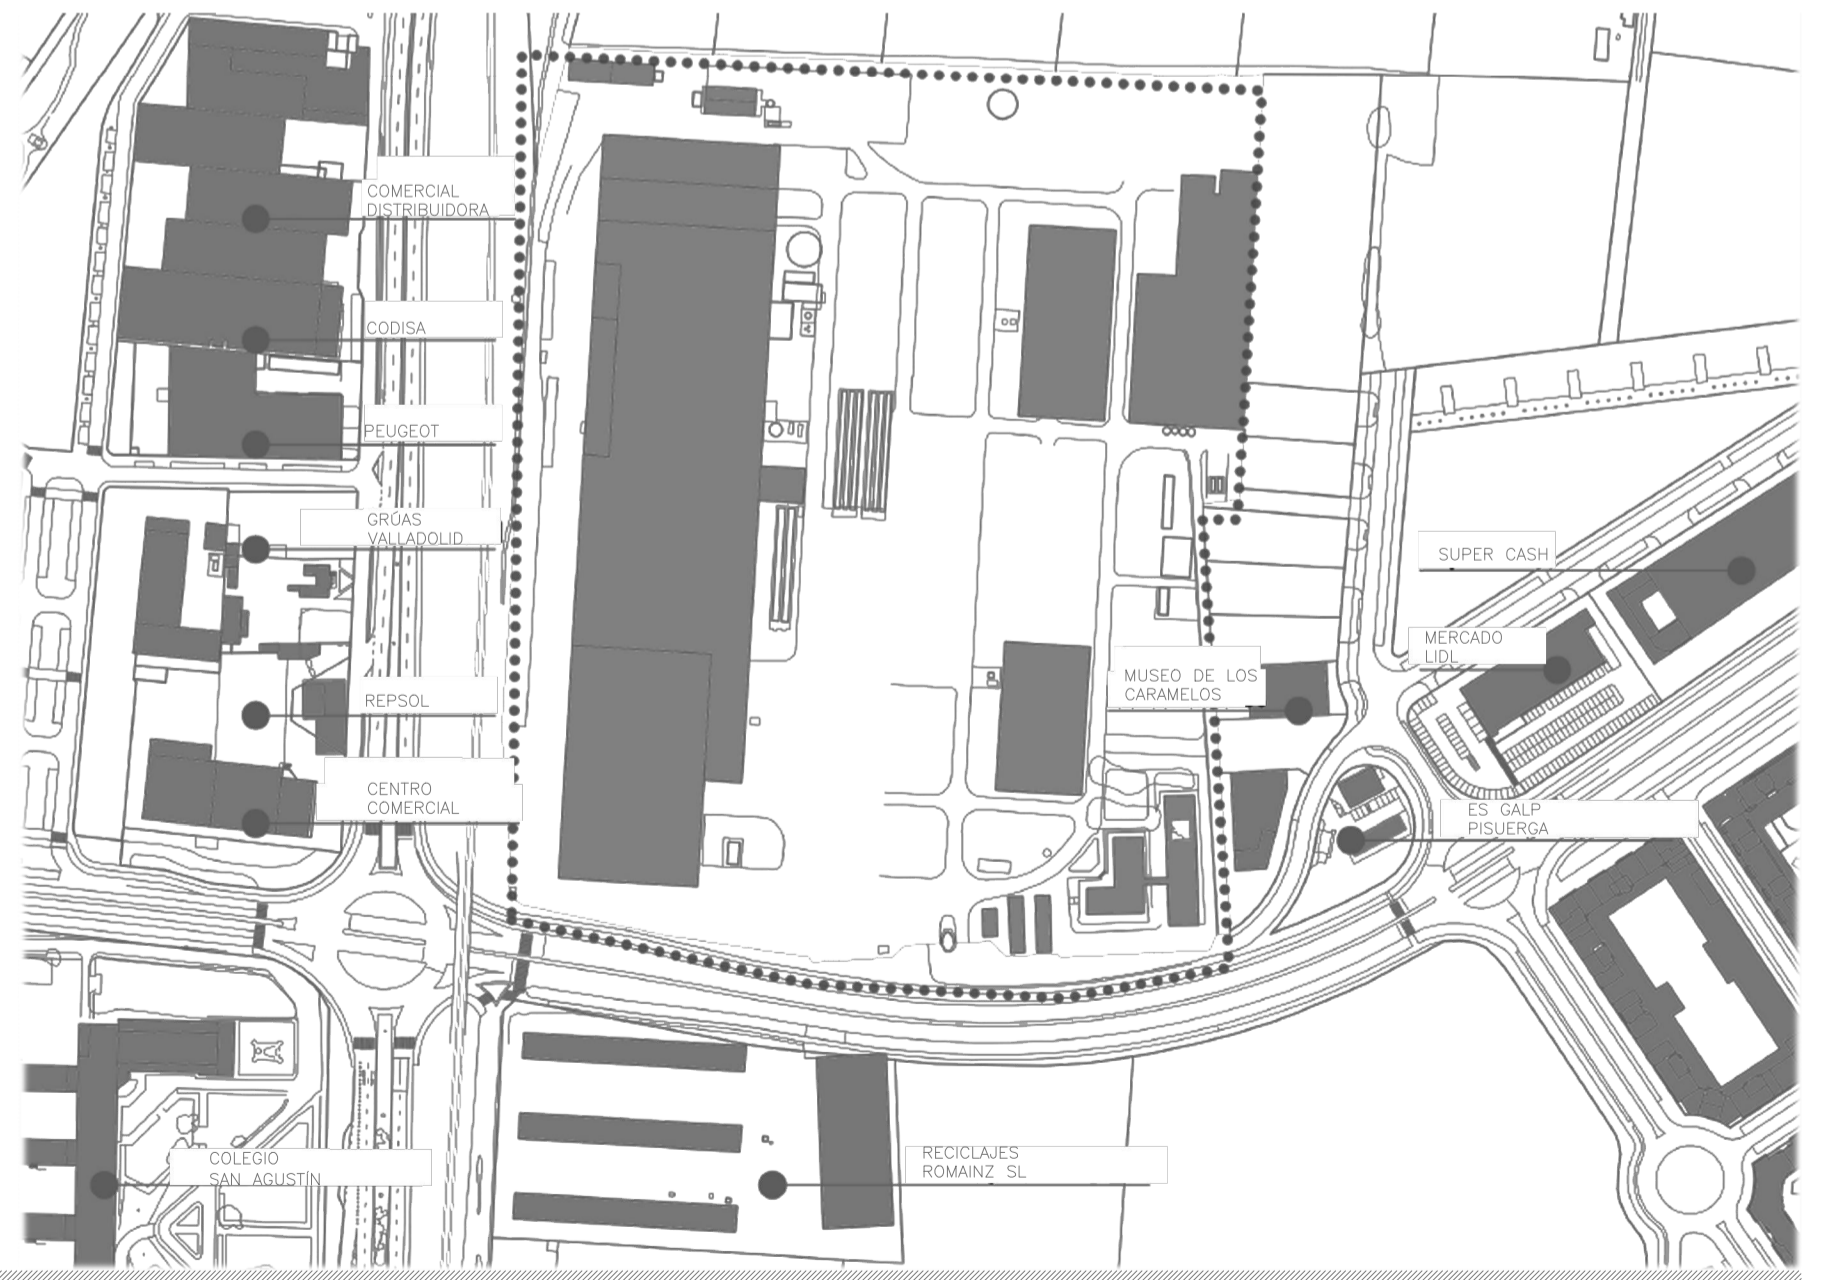 COMERCIAL
DISTRIBUIDORA
CODISA
PEUGEOT
GRÚAS
VALLADOLID
REPSOL
CENTRO
COMERCIAL
COLEGIO
SAN AGUSTÍN
RECICLAJES
ROMAINZ SL
MUSEO DE LOS
CARAMELOS
SUPER CASH
MERCADO
LIDL
ES GALP
PISUERGA